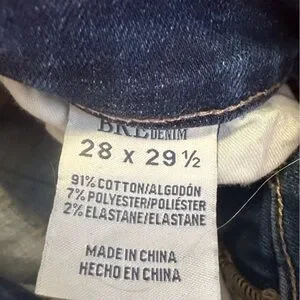 BKE
DENIM
28 x 29 ½
91% COTTON/ALGODÓN
7% POLYESTER/POLIÉSTER
2% ELASTANE/ELASTANE
MADE IN CHINA
HECHO EN CHINA